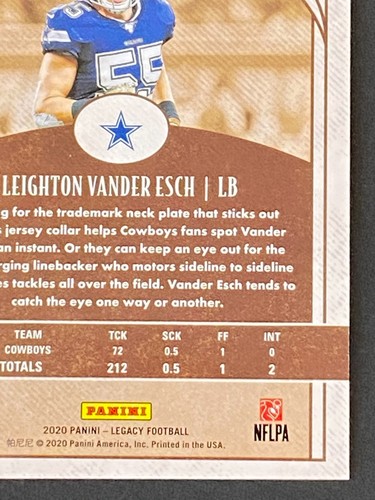 55
LEIGHTON VANDER ESCH | LB
g for the trademark neck plate that sticks out
s jersey collar helps Cowboys fans spot Vander
an instant. Or they can keep an eye out for the
rging linebacker who motors sideline to sideline
es tackles all over the field. Vander Esch tends to
catch the eye one way or another.
TEAM TCK SCK FF INT
COWBOYS 72 0.5 1 0
TOTALS 212 0.5 1 2
PANINI
2020 PANINI – LEGACY FOOTBALL
帕尼尼 © 2020 Panini America, Inc. Printed in the USA.
NFLPA